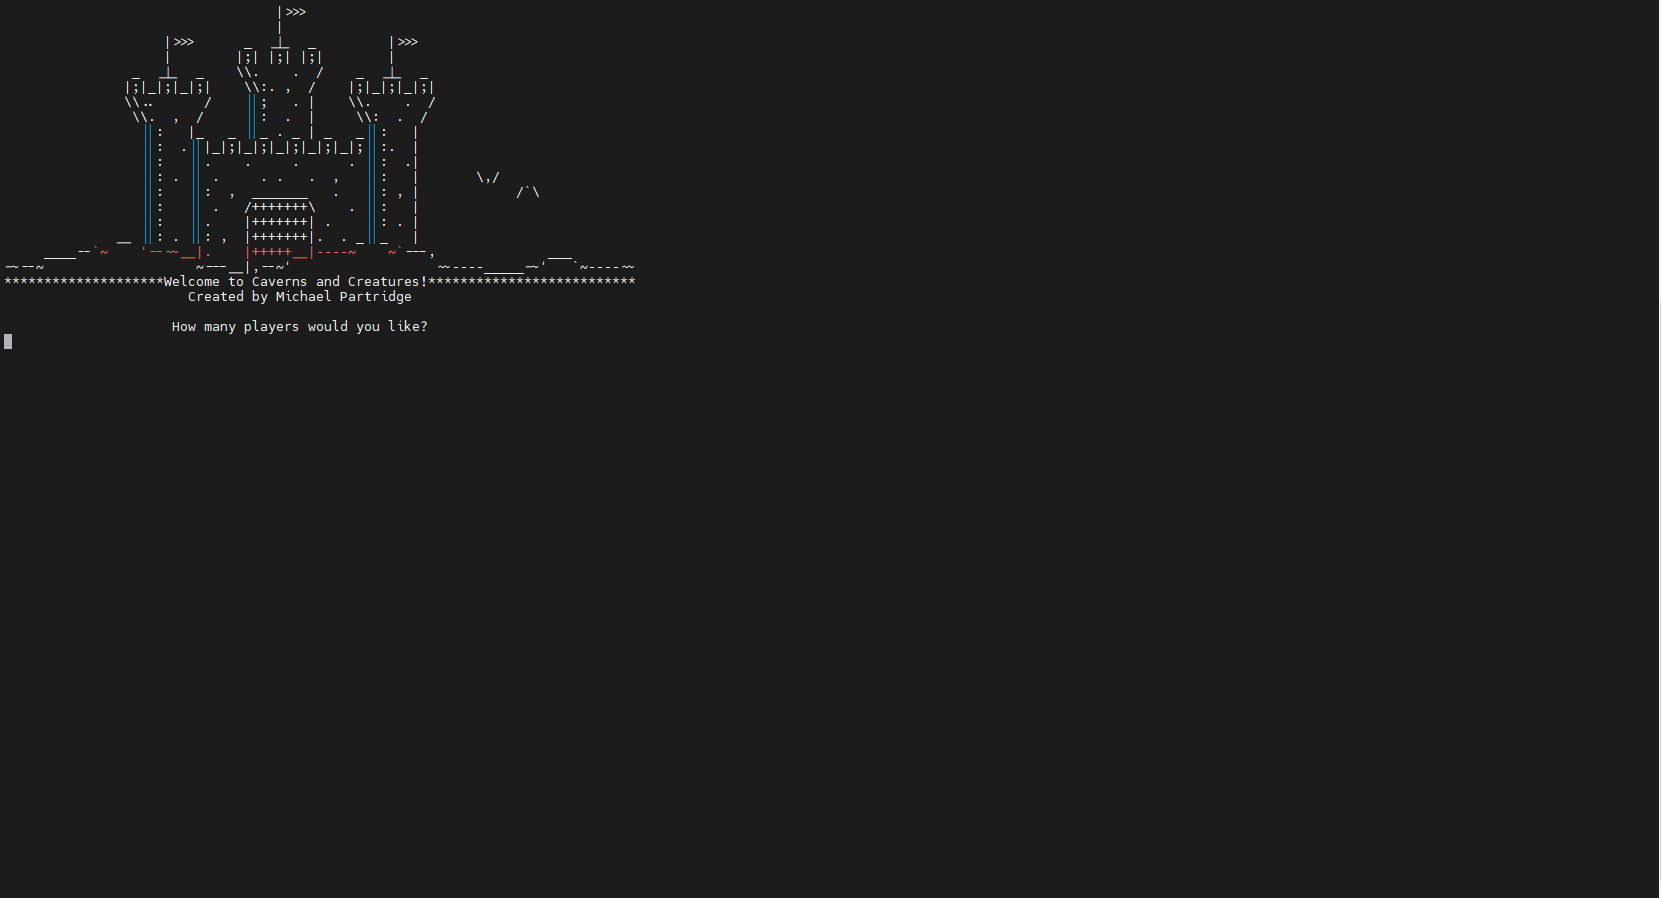 ********************Welcome to Caverns and Creatures!**************************
Created by Michael Partridge
How many players would you like?